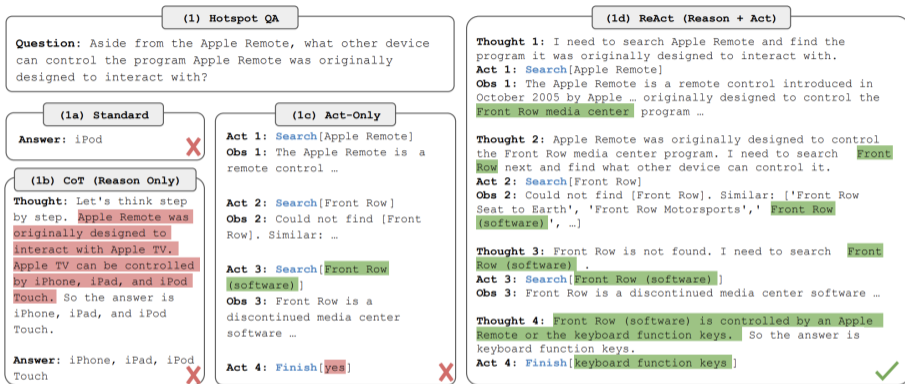 (1) Hotspot QA
Question: Aside from the Apple Remote, what other device
can control the program Apple Remote was originally
designed to interact with?
(1a) Standard
Answer: iPod
(1b) CoT (Reason Only)
Thought: Let's think step
by step. Apple Remote was
originally designed to
interact with Apple TV.
Apple TV can be controlled
by iPhone, iPad, and iPod
Touch. So the answer is
iPhone, iPad, and iPod
Touch.
Answer: iPhone, iPad, iPod
Touch
(1c) Act-Only
Act 1: Search[Apple Remote]
Obs 1: The Apple Remote is a
remote control …
Act 2: Search[Front Row]
Obs 2: Could not find [Front
Row]. Similar: …
Act 3: Search[Front Row
(software)]
Obs 3: Front Row is a
discontinued media center
software …
Act 4: Finish[yes]
(1d) ReAct (Reason + Act)
Thought 1: I need to search Apple Remote and find the
program it was originally designed to interact with.
Act 1: Search[Apple Remote]
Obs 1: The Apple Remote is a remote control introduced in
October 2005 by Apple … originally designed to control the
Front Row media center program …
Thought 2: Apple Remote was originally designed to control
the Front Row media center program. I need to search Front
Row next and find what other device can control it.
Act 2: Search[Front Row]
Obs 2: Could not find [Front Row]. Similar: ['Front Row
Seat to Earth', 'Front Row Motorsports',' Front Row
(software)', …]
Thought 3: Front Row is not found. I need to search Front
Row (software) .
Act 3: Search[Front Row (software)]
Obs 3: Front Row is a discontinued media center software …
Thought 4: Front Row (software) is controlled by an Apple
Remote or the keyboard function keys. So the answer is
keyboard function keys.
Act 4: Finish[keyboard function keys]